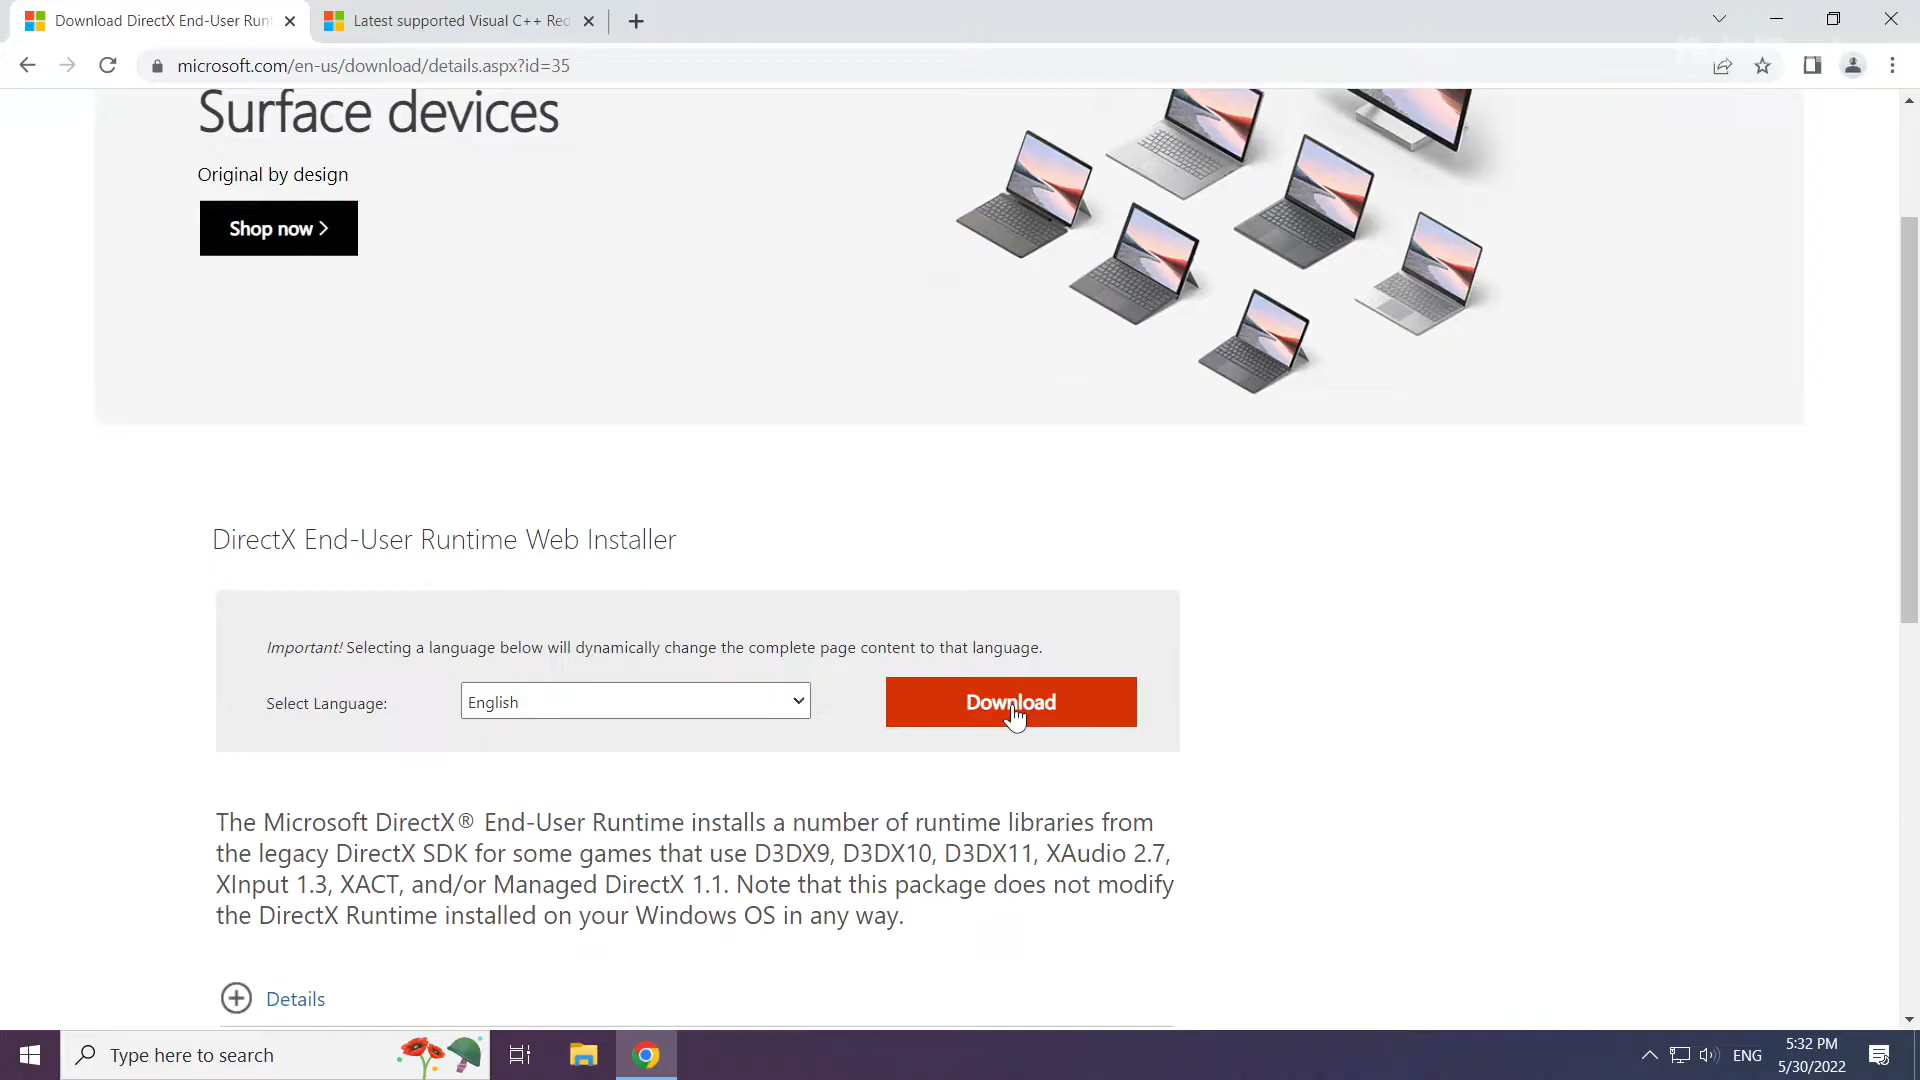 Download DirectX End-User Runt
Latest supported Visual C++ Red
microsoft.com/en-us/download/details.aspx?id=35
Surface devices
Original by design
Shop now >
DirectX End-User Runtime Web Installer
Important! Selecting a language below will dynamically change the complete page content to that language.
Select Language:
English
Download
The Microsoft DirectX® End-User Runtime installs a number of runtime libraries from
the legacy DirectX SDK for some games that use D3DX9, D3DX10, D3DX11, XAudio 2.7,
XInput 1.3, XACT, and/or Managed DirectX 1.1. Note that this package does not modify
the DirectX Runtime installed on your Windows OS in any way.
Details
Type here to search
ENG
5:32 PM
5/30/2022